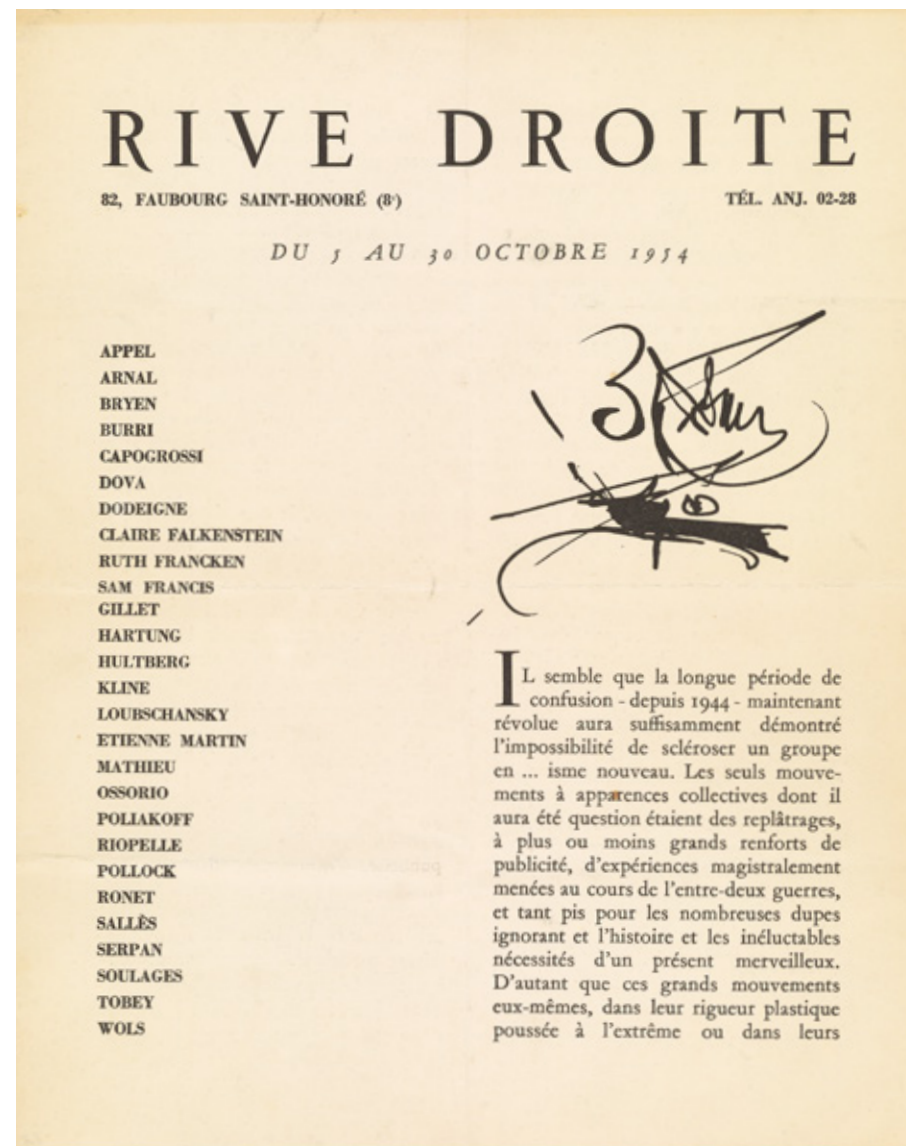 RIVE DROITE
82, FAUBOURG SAINT-HONORÉ (8ᵉ)
TÉL. ANJ. 02-28
DU 5 AU 30 OCTOBRE 1954
APPEL
ARNAL
BRYEN
BURRI
CAPOGROSSI
DOVA
DODEIGNE
CLAIRE FALKENSTEIN
RUTH FRANCKEN
SAM FRANCIS
GILLET
HARTUNG
HULTBERG
KLINE
LOUBSCHANSKY
ETIENNE MARTIN
MATHIEU
OSSORIO
POLIAKOFF
RIOPELLE
POLLOCK
RONET
SALLÈS
SERPAN
SOULAGES
TOBEY
WOLS
IL semble que la longue période de
confusion - depuis 1944 - maintenant
révolue aura suffisamment démontré
l'impossibilité de scléroser un groupe
en ... isme nouveau. Les seuls mouve-
ments à apparences collectives dont il
aura été question étaient des replâtrages,
à plus ou moins grands renforts de
publicité, d'expériences magistralement
menées au cours de l'entre-deux guerres,
et tant pis pour les nombreuses dupes
ignorant et l'histoire et les inéluctables
nécessités d'un présent merveilleux.
D'autant que ces grands mouvements
eux-mêmes, dans leur rigueur plastique
poussée à l'extrême ou dans leurs